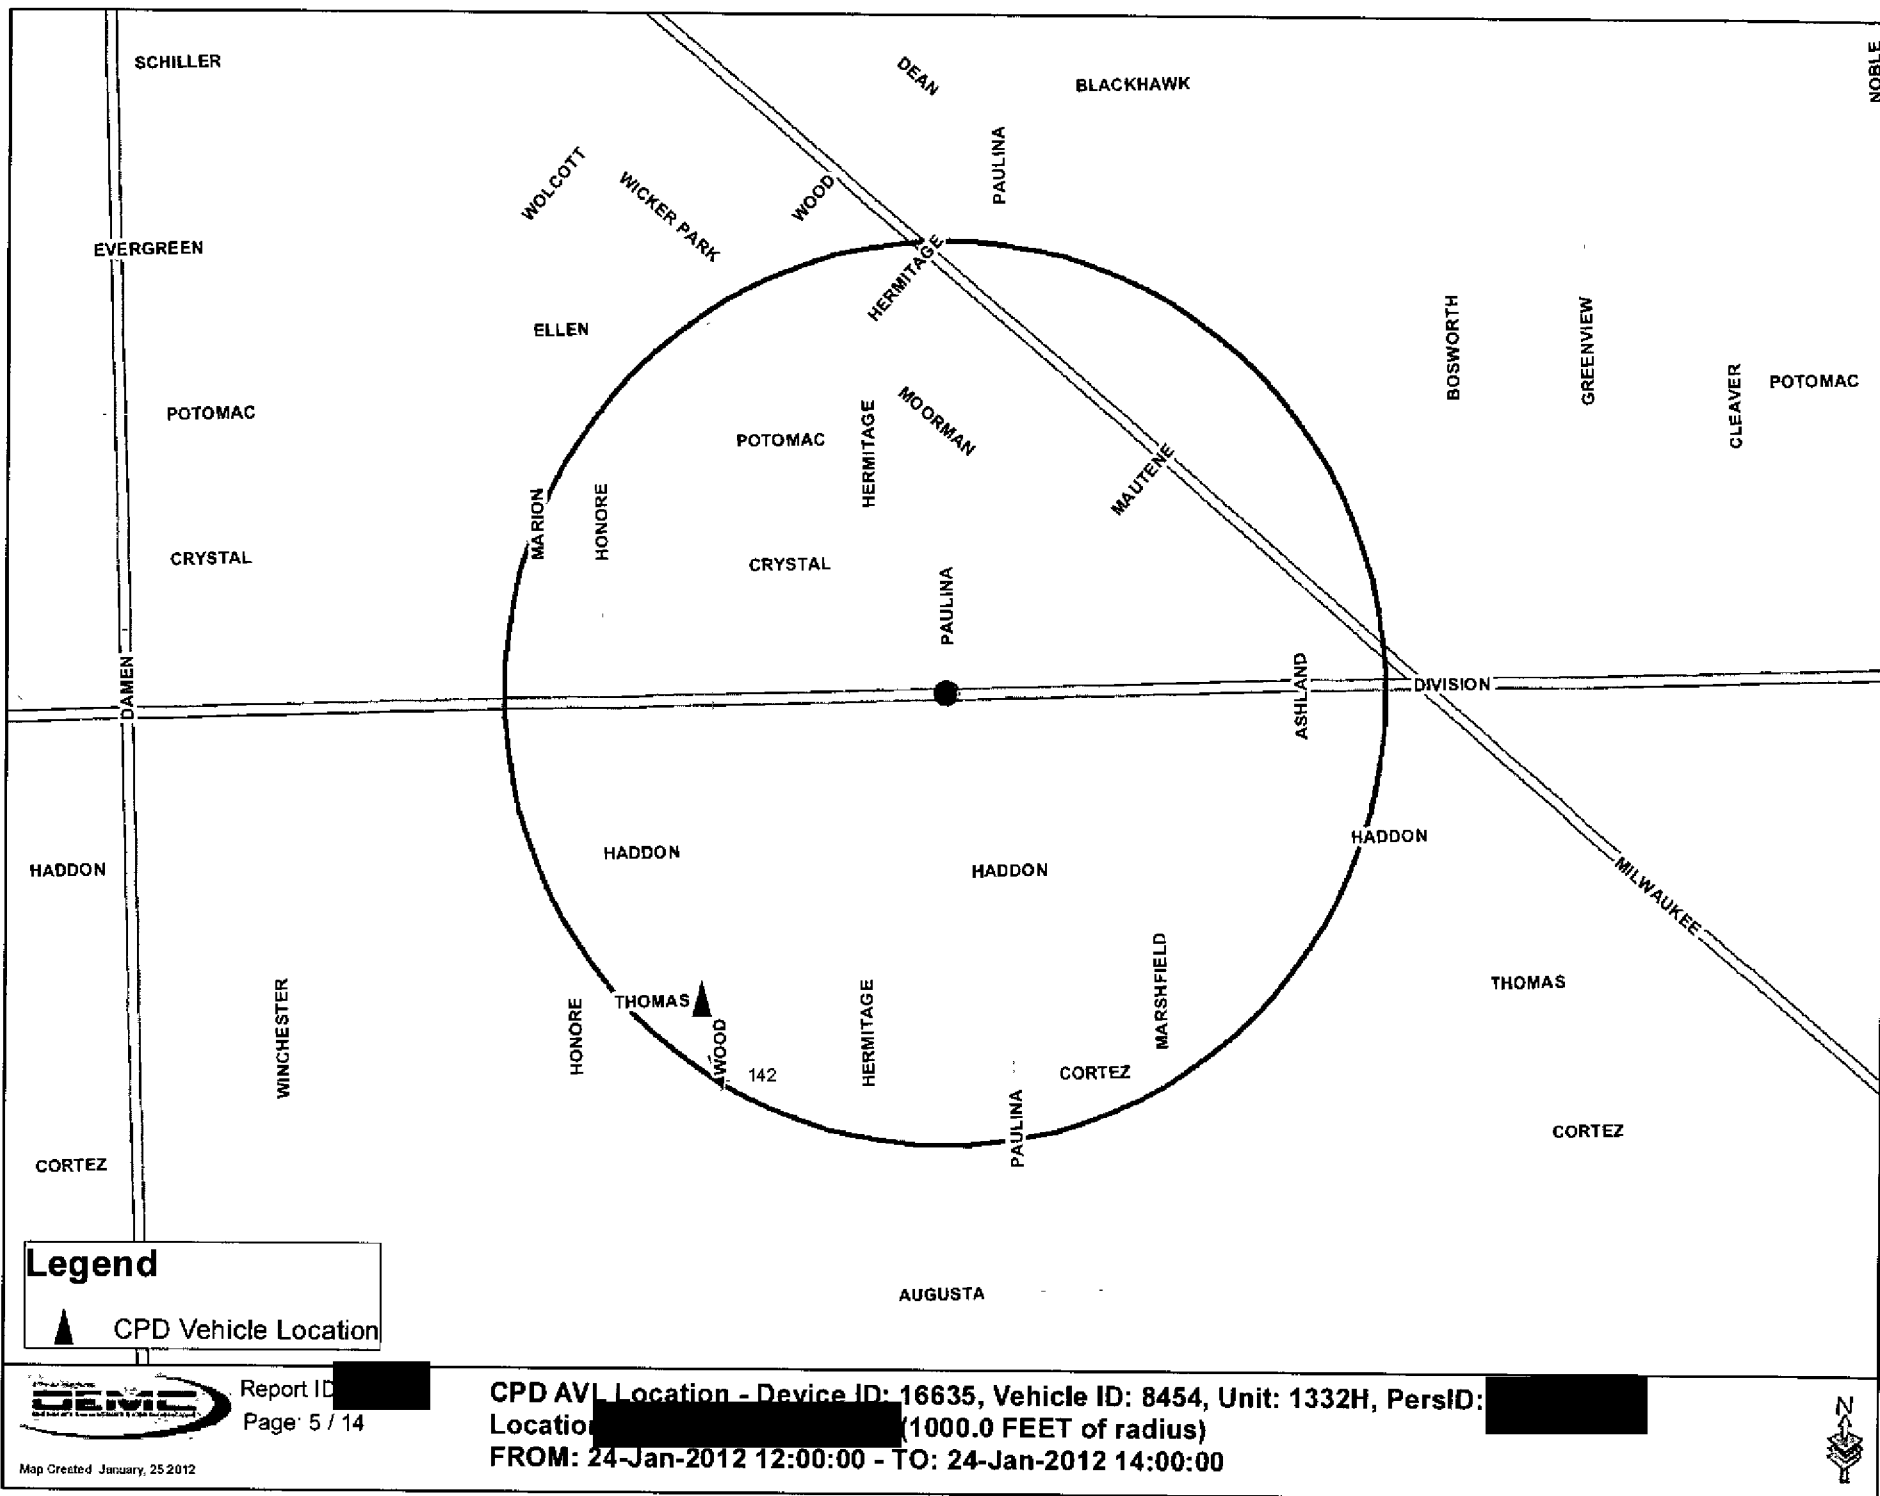 SCHILLER
DEAN
BLACKHAWK
NOBLE
PAULINA
WOLCOTT
WICKER PARK
WOOD
EVERGREEN
HERMITAGE
ELLEN
BOSWORTH
GREENVIEW
CLEAVER
POTOMAC
POTOMAC
POTOMAC
HERMITAGE
MOORMAN
MAUTENE
MARION
HONORE
CRYSTAL
CRYSTAL
PAULINA
DAMEN
ASHLAND
DIVISION
HADDON
HADDON
HADDON
HADDON
MILWAUKEE
MARSHFIELD
THOMAS
THOMAS
WINCHESTER
HONORE
WOOD
142
HERMITAGE
CORTEZ
PAULINA
CORTEZ
CORTEZ
AUGUSTA
Legend
CPD Vehicle Location
OEMC
Report ID
Page: 5 / 14
Map Created January, 25 2012
CPD AVL Location - Device ID: 16635, Vehicle ID: 8454, Unit: 1332H, PersID:
Location (1000.0 FEET of radius)
FROM: 24-Jan-2012 12:00:00 - TO: 24-Jan-2012 14:00:00
N